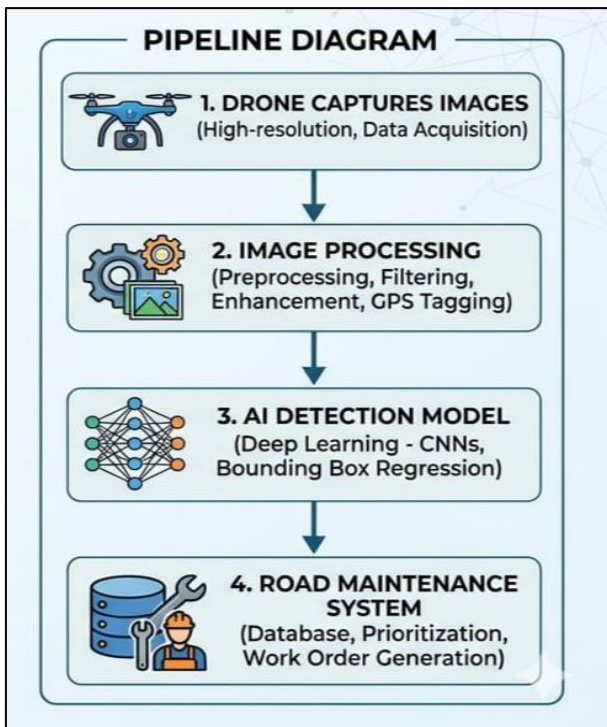 PIPELINE DIAGRAM
1. DRONE CAPTURES IMAGES
(High-resolution, Data Acquisition)
2. IMAGE PROCESSING
(Preprocessing, Filtering,
Enhancement, GPS Tagging)
3. AI DETECTION MODEL
(Deep Learning - CNNs,
Bounding Box Regression)
4. ROAD MAINTENANCE
SYSTEM
(Database, Prioritization,
Work Order Generation)